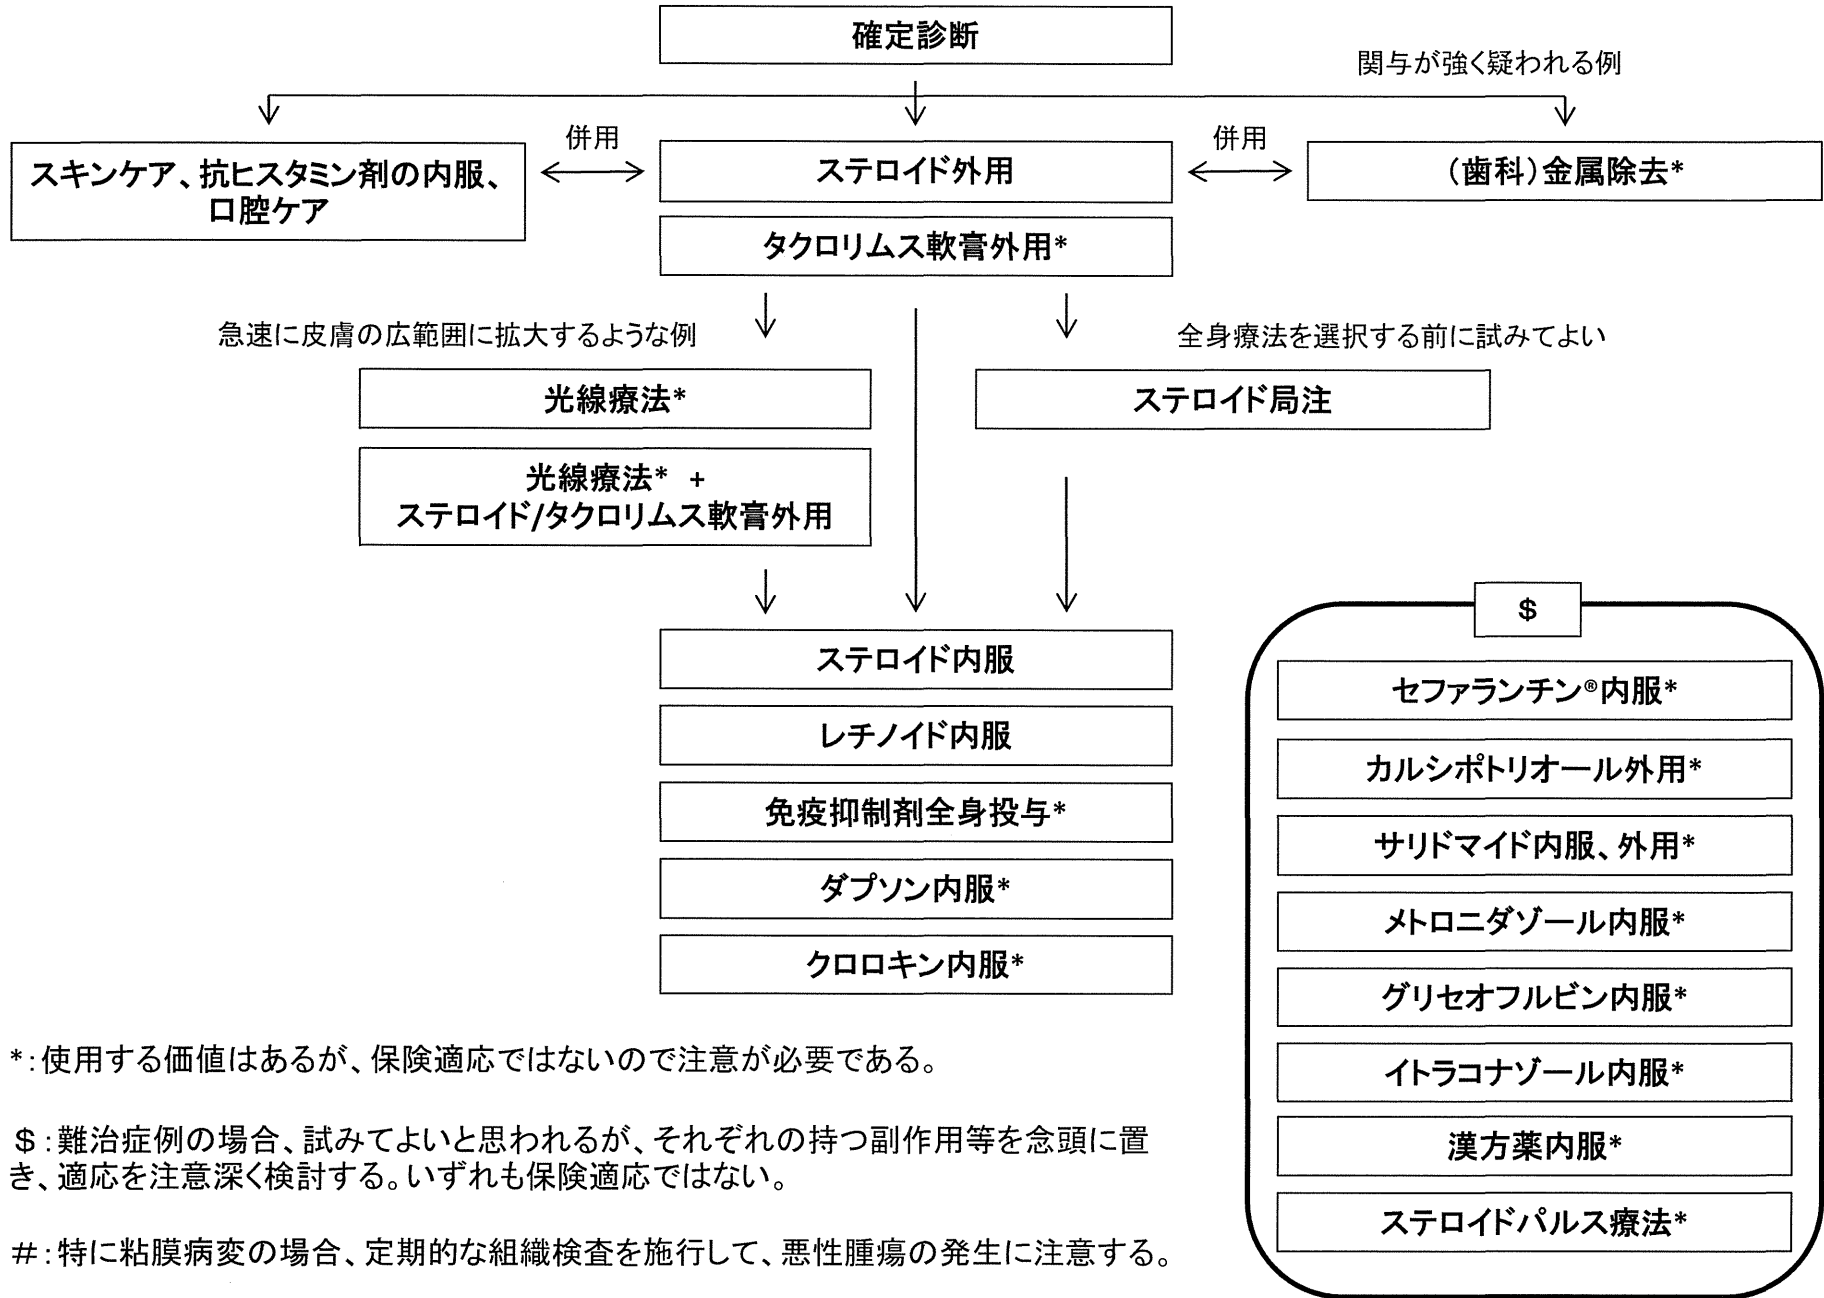 確定診断
関与が強く疑われる例
スキンケア、抗ヒスタミン剤の内服、
口腔ケア
併用
ステロイド外用
併用
(歯科)金属除去*
タクロリムス軟膏外用*
急速に皮膚の広範囲に拡大するような例
全身療法を選択する前に試みてよい
光線療法*
ステロイド局注
光線療法* +
ステロイド/タクロリムス軟膏外用
ステロイド内服
レチノイド内服
免疫抑制剤全身投与*
ダプソン内服*
クロロキン内服*
$
セファランチン®内服*
カルシポトリオール外用*
サリドマイド内服、外用*
メトロニダゾール内服*
グリセオフルビン内服*
イトラコナゾール内服*
漢方薬内服*
ステロイドパルス療法*
*:使用する価値はあるが、保険適応ではないので注意が必要である。
$:難治症例の場合、試みてよいと思われるが、それぞれの持つ副作用等を念頭に置
き、適応を注意深く検討する。いずれも保険適応ではない。
#:特に粘膜病変の場合、定期的な組織検査を施行して、悪性腫瘍の発生に注意する。